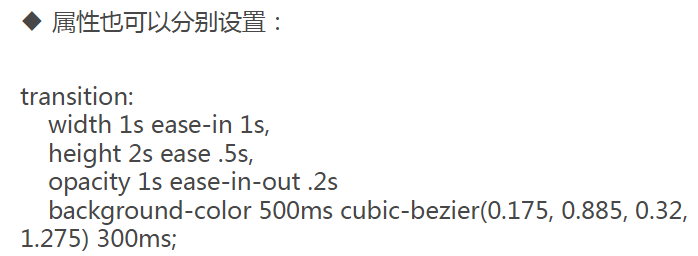 ◆ 属性也可以分别设置：
transition:
width 1s ease-in 1s,
height 2s ease .5s,
opacity 1s ease-in-out .2s
background-color 500ms cubic-bezier(0.175, 0.885, 0.32,
1.275) 300ms;